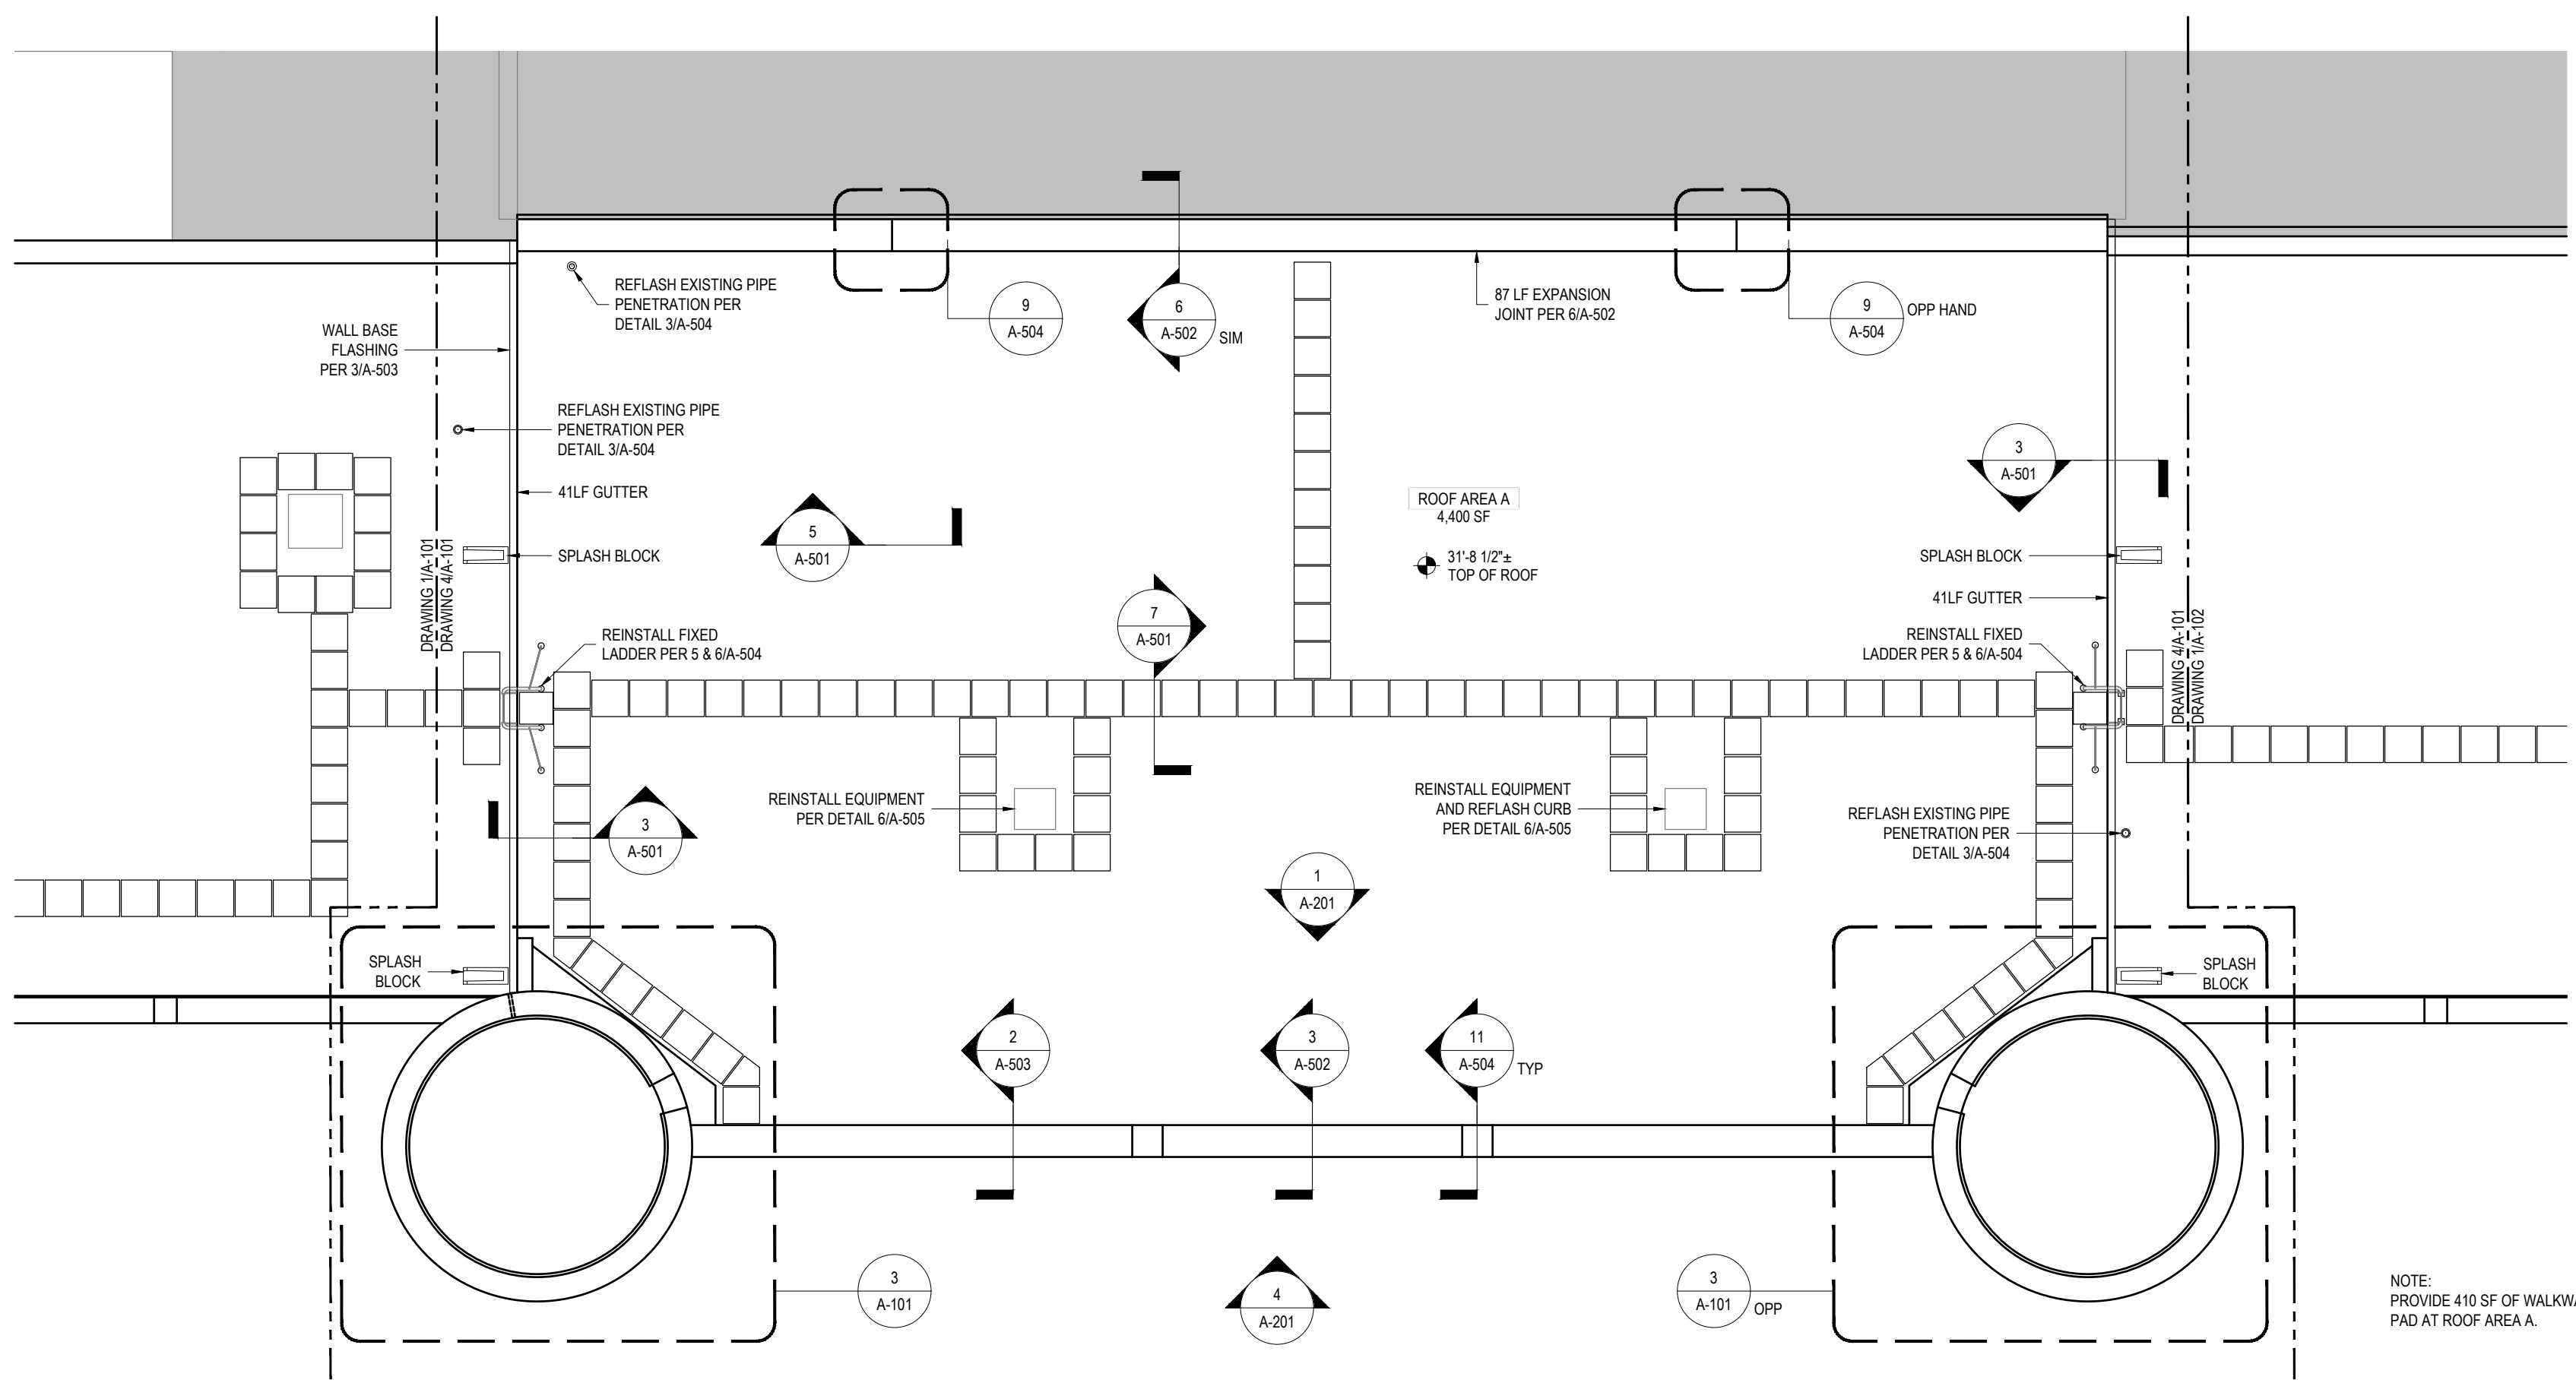 REFLASH EXISTING PIPE
PENETRATION PER
DETAIL 3/A-504
9
A-504
6
A-502
SIM
87 LF EXPANSION
JOINT PER 6/A-502
9
A-504
OPP HAND
WALL BASE
FLASHING
PER 3/A-503
REFLASH EXISTING PIPE
PENETRATION PER
DETAIL 3/A-504
41LF GUTTER
SPLASH BLOCK
DRAWING 1/A-101
DRAWING 4/A-101
5
A-501
ROOF AREA A
4,400 SF
31'-8 1/2"±
TOP OF ROOF
3
A-501
SPLASH BLOCK
41LF GUTTER
REINSTALL FIXED
LADDER PER 5 & 6/A-504
7
A-501
REINSTALL FIXED
LADDER PER 5 & 6/A-504
DRAWING 4/A-101
DRAWING 1/A-102
3
A-501
REINSTALL EQUIPMENT
PER DETAIL 6/A-505
REINSTALL EQUIPMENT
AND REFLASH CURB
PER DETAIL 6/A-505
REFLASH EXISTING PIPE
PENETRATION PER
DETAIL 3/A-504
1
A-201
SPLASH
BLOCK
SPLASH
BLOCK
2
A-503
3
A-502
11
A-504
TYP
3
A-101
4
A-201
3
A-101
OPP
NOTE:
PROVIDE 410 SF OF
PAD AT ROOF AREA A.